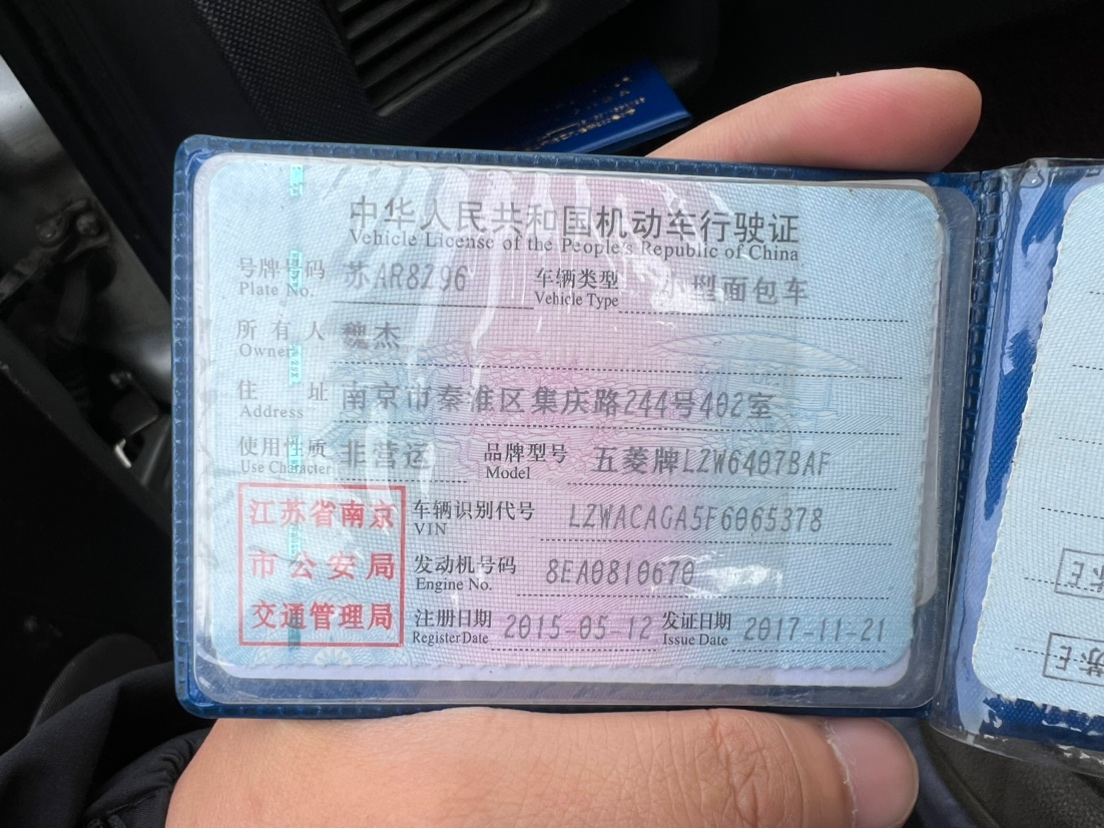 中华人民共和国机动车行驶证
Vehicle License of the People's Republic of China
号牌号码 苏AR8Z96 车辆类型 小型面包车
Plate No. Vehicle Type
所有人 魏杰
Owner
住址 南京市秦淮区集庆路244号402室
Address
使用性质 非营运 品牌型号 五菱牌LZW6407BAF
Use Character Model
江苏省南京
市公安局
交通管理局
车辆识别代号 LZWACAGA5F6065378
VIN
发动机号码 8EA0810670
Engine No.
注册日期 2015-05-12 发证日期 2017-11-21
Register Date Issue Date